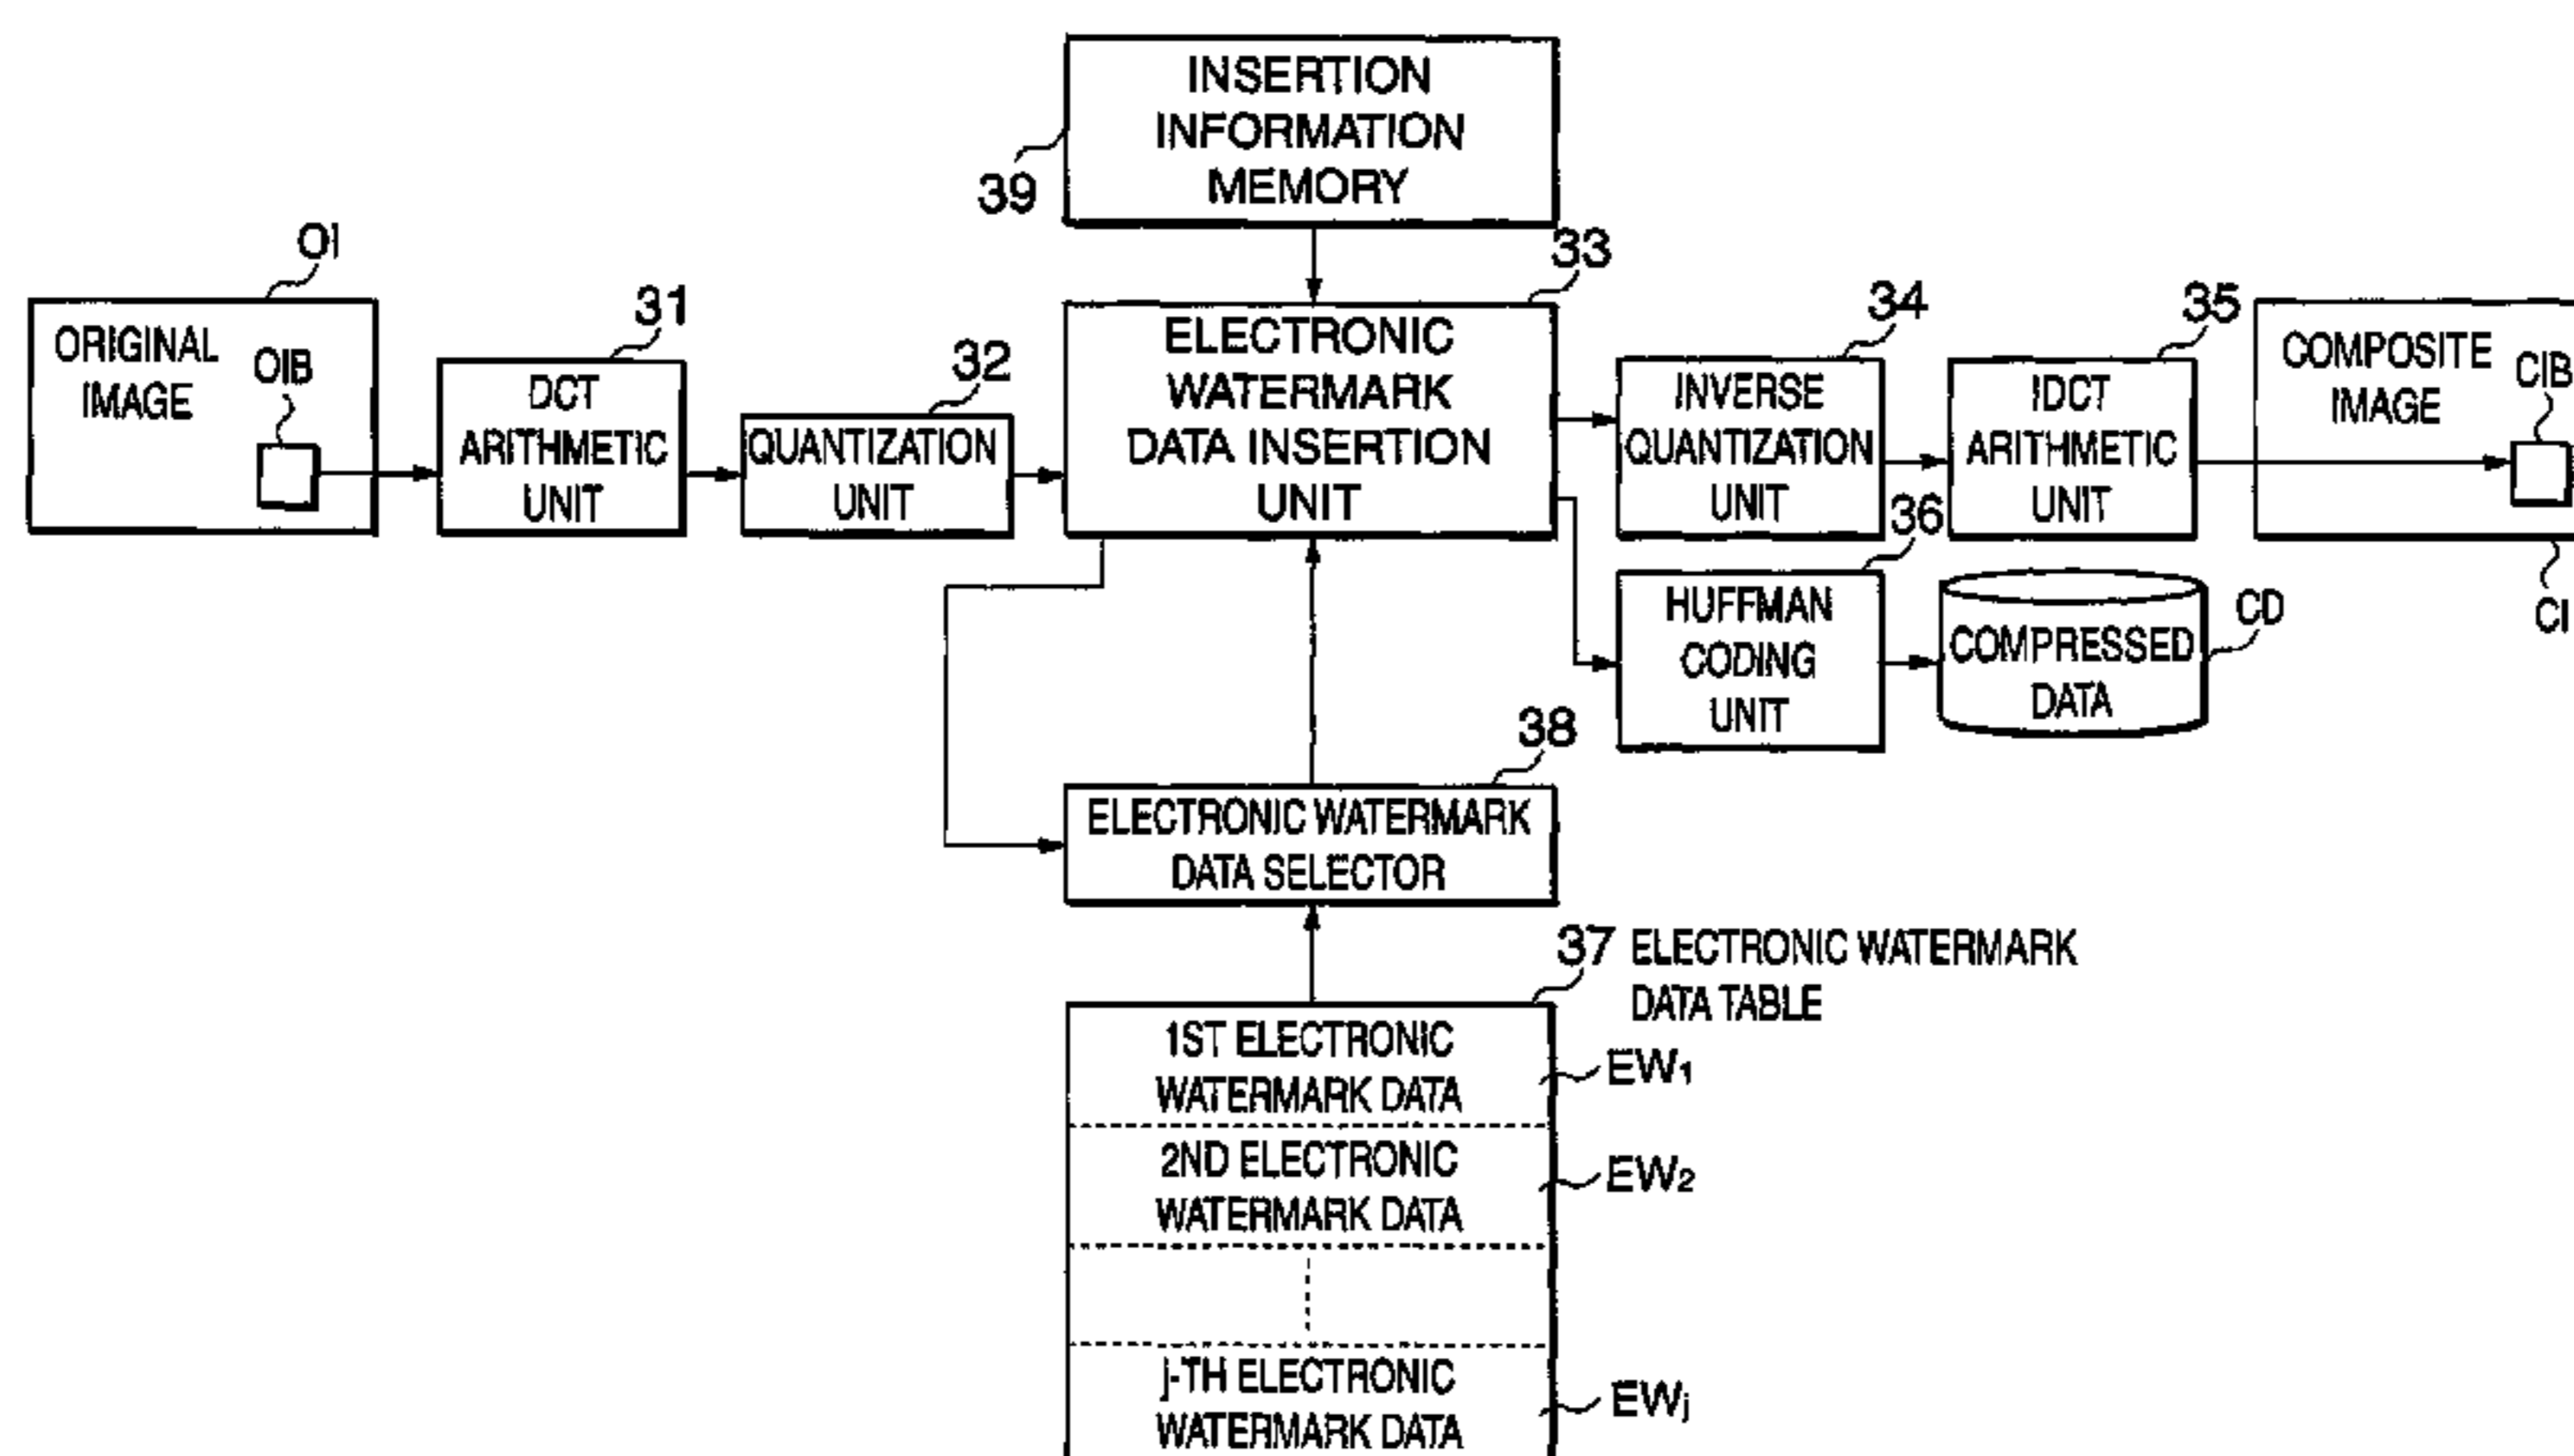 INSERTION
INFORMATION
MEMORY
39
OI
ORIGINAL
IMAGE
OIB
31
DCT
ARITHMETIC
UNIT
32
QUANTIZATION
UNIT
33
ELECTRONIC
WATERMARK
DATA INSERTION
UNIT
34
INVERSE
QUANTIZATION
UNIT
35
IDCT
ARITHMETIC
UNIT
COMPOSITE
IMAGE
CIB
CI
36
HUFFMAN
CODING
UNIT
COMPRESSED
DATA
CD
38
ELECTRONIC WATERMARK
DATA SELECTOR
37 ELECTRONIC WATERMARK
DATA TABLE
1ST ELECTRONIC
WATERMARK DATA
EW1
2ND ELECTRONIC
WATERMARK DATA
EW2
j-TH ELECTRONIC
WATERMARK DATA
EWj